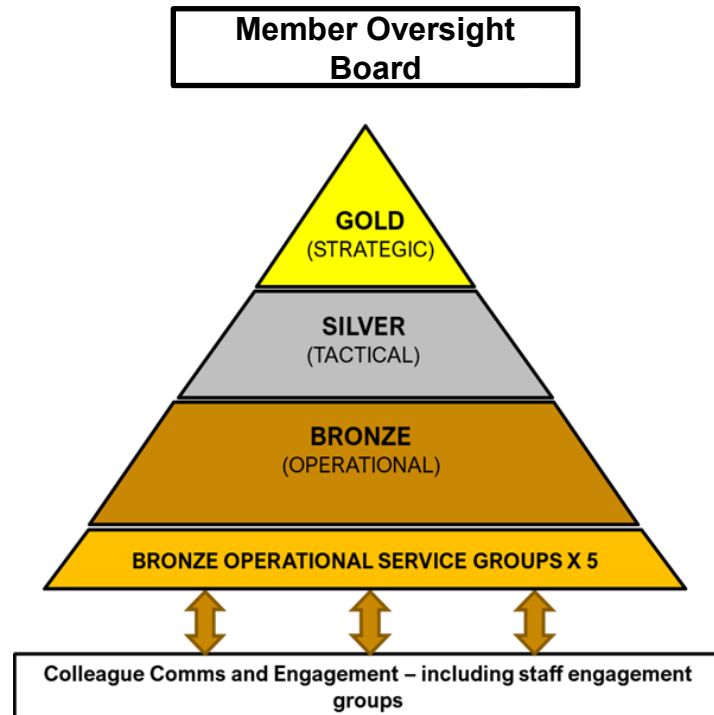 Member Oversight
Board
GOLD
(STRATEGIC)
SILVER
(TACTICAL)
BRONZE
(OPERATIONAL)
BRONZE OPERATIONAL SERVICE GROUPS X 5
Colleague Comms and Engagement – including staff engagement
groups